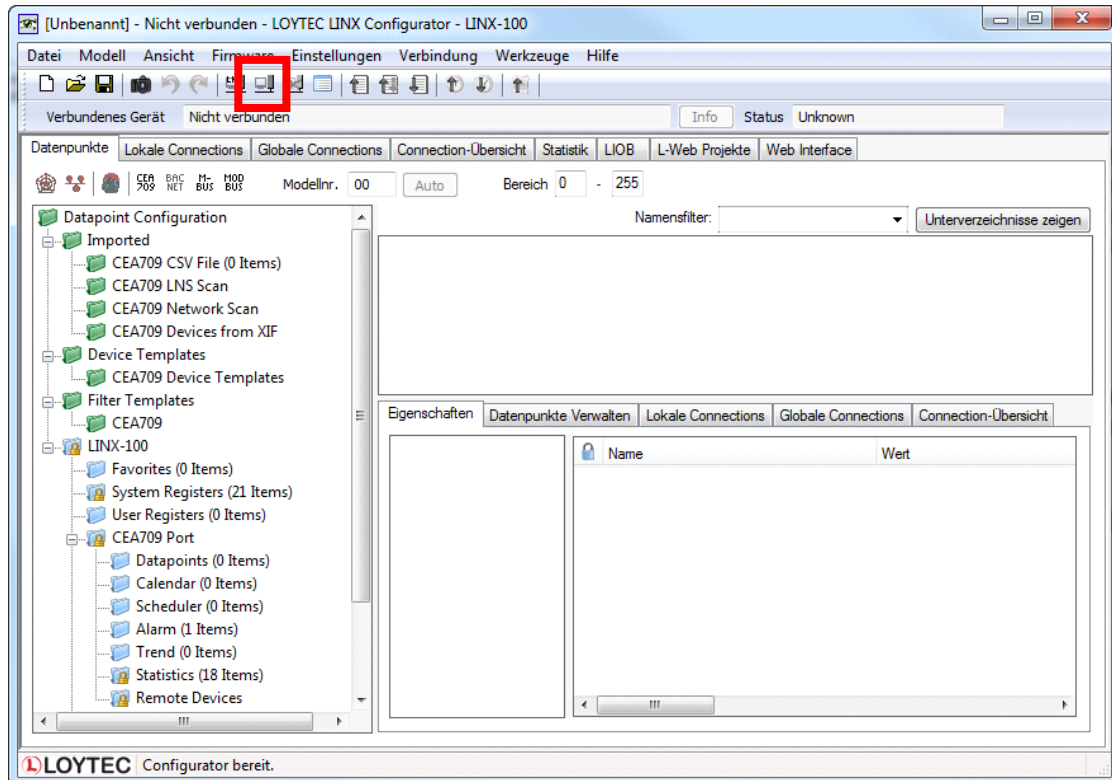 [Unbenannt] - Nicht verbunden - LOYTEC LINX Configurator - LINX-100
Datei Modell Ansicht Firmware Einstellungen Verbindung Werkzeuge Hilfe
Verbundenes Gerät Nicht verbunden Info Status Unknown
Datenpunkte Lokale Connections Globale Connections Connection-Übersicht Statistik LIOB L-Web Projekte Web Interface
CEA 709 BAC NET M-BUS MOD BUS Modellnr. 00 Auto Bereich 0 - 255
Namensfilter: Unterverzeichnisse zeigen
Datapoint Configuration
Imported
CEA709 CSV File (0 Items)
CEA709 LNS Scan
CEA709 Network Scan
CEA709 Devices from XIF
Device Templates
CEA709 Device Templates
Filter Templates
CEA709
LINX-100
Favorites (0 Items)
System Registers (21 Items)
User Registers (0 Items)
CEA709 Port
Datapoints (0 Items)
Calendar (0 Items)
Scheduler (0 Items)
Alarm (1 Items)
Trend (0 Items)
Statistics (18 Items)
Remote Devices
Eigenschaften Datenpunkte Verwalten Lokale Connections Globale Connections Connection-Übersicht
Name Wert
LOYTEC Configurator bereit.